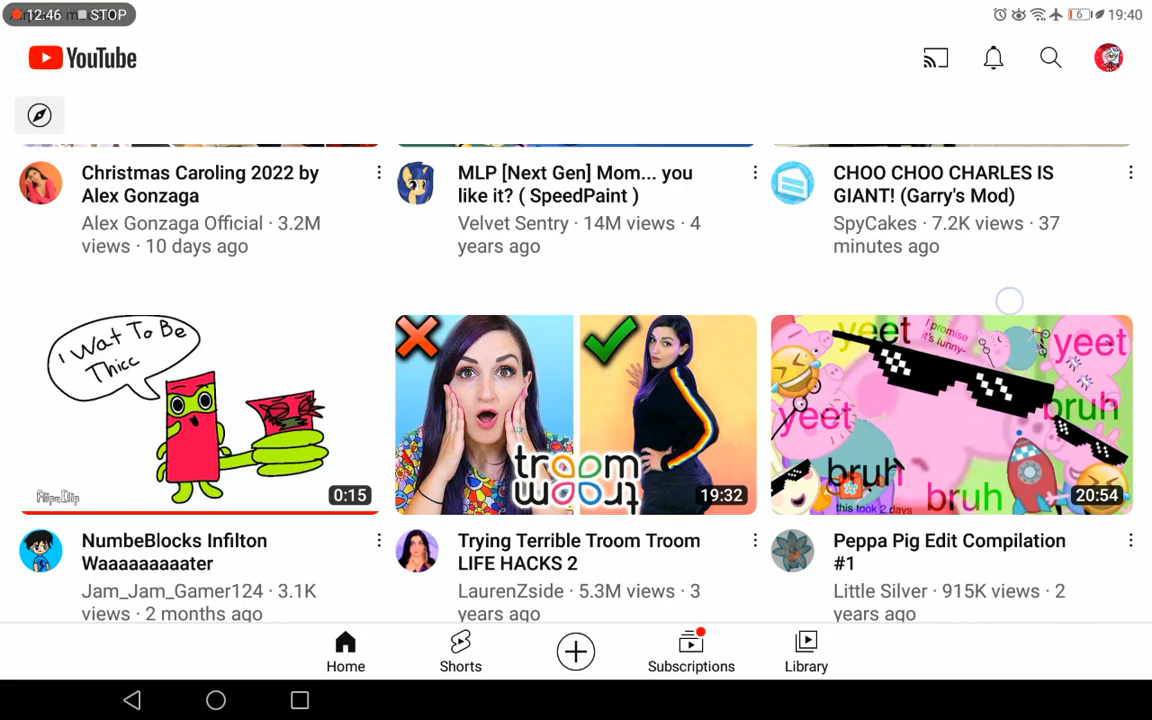 12:46 STOP
6 19:40
YouTube
Christmas Caroling 2022 by
Alex Gonzaga
Alex Gonzaga Official · 3.2M
views · 10 days ago
MLP [Next Gen] Mom... you
like it? ( SpeedPaint )
Velvet Sentry · 14M views · 4
years ago
CHOO CHOO CHARLES IS
GIANT! (Garry's Mod)
SpyCakes · 7.2K views · 37
minutes ago
I Wat To Be
Thicc
FlipaClip
0:15
troom
troom
19:32
yeet
I promise
it's funny-
yeet
yeet
bruh
bruh
bruh
this took 2 days
20:54
NumbeBlocks Infilton
Waaaaaaaaater
Jam_Jam_Gamer124 · 3.1K
views · 2 months ago
Trying Terrible Troom Troom
LIFE HACKS 2
LaurenZside · 5.3M views · 3
years ago
Peppa Pig Edit Compilation
#1
Little Silver · 915K views · 2
years ago
Home
Shorts
Subscriptions
Library